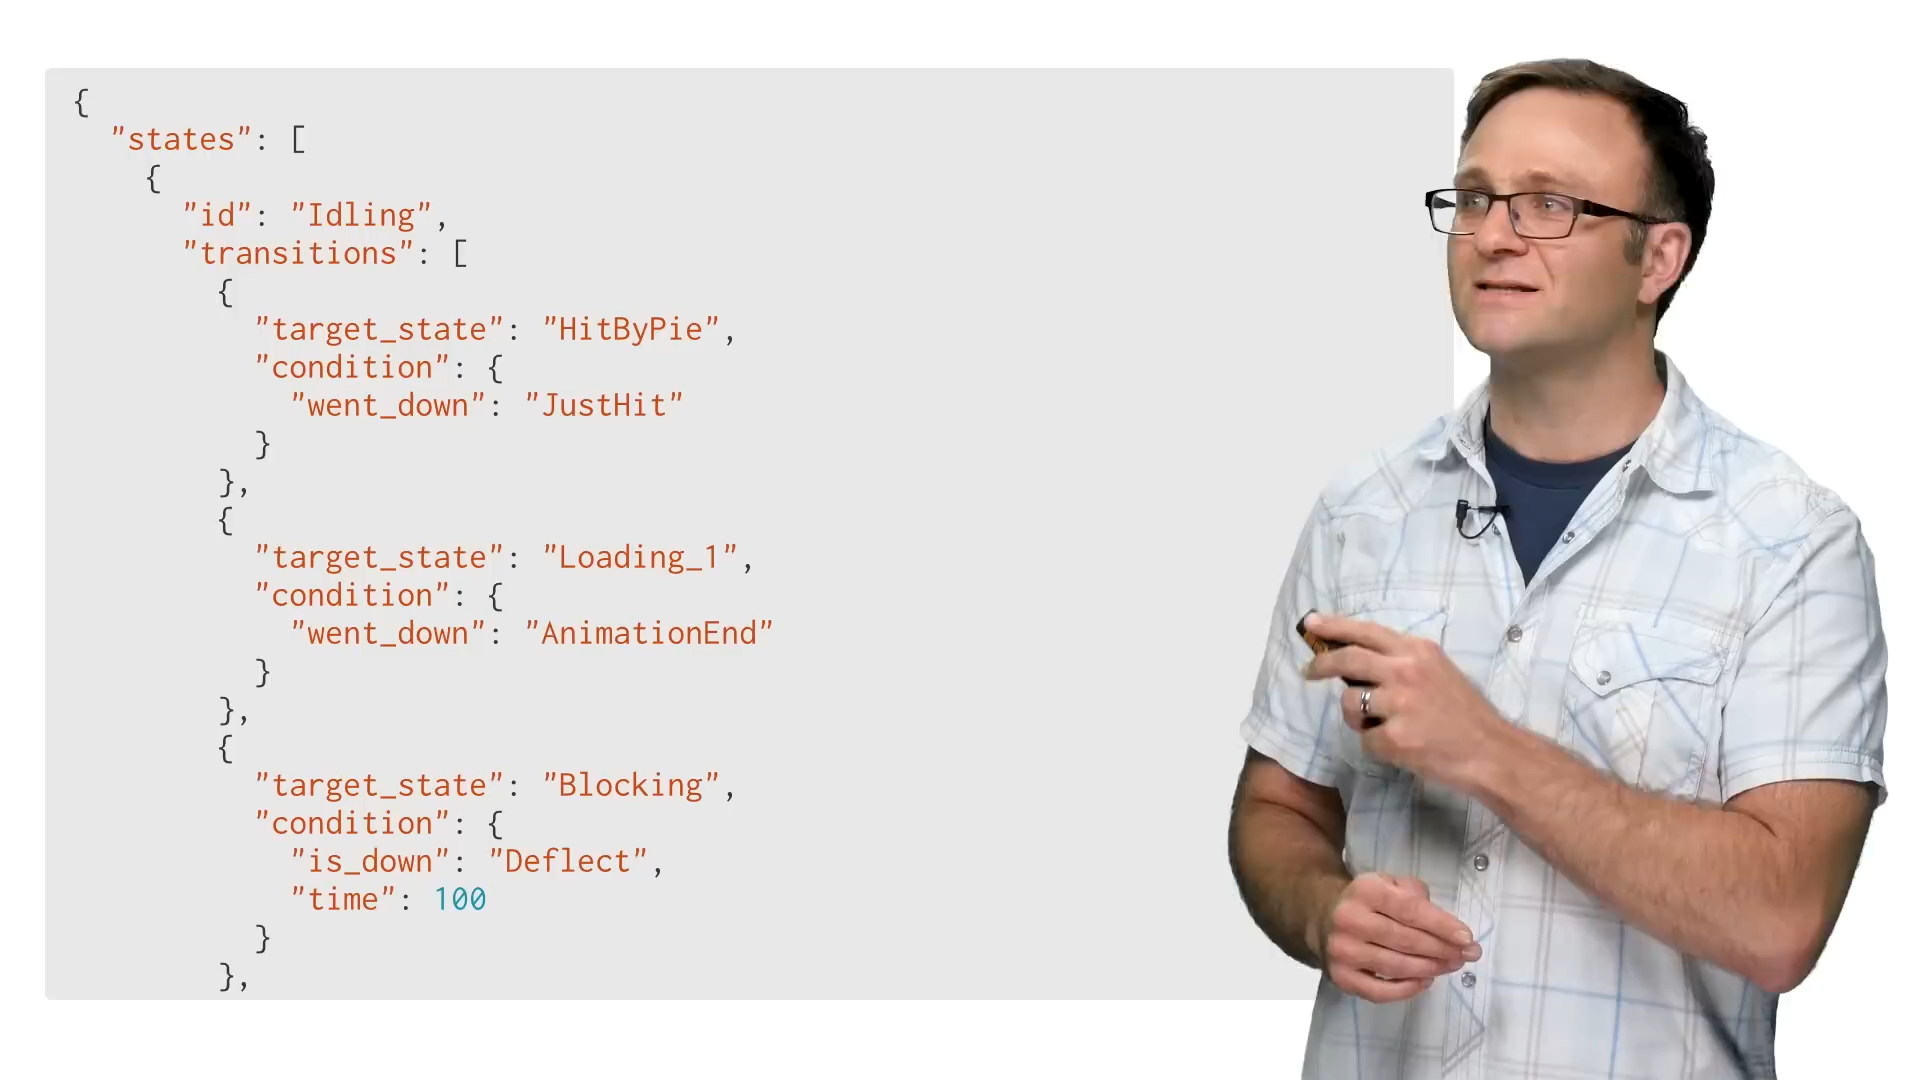 {
"states": [
{
"id": "Idling",
"transitions": [
{
"target_state": "HitByPie",
"condition": {
"went_down": "JustHit"
}
},
{
"target_state": "Loading_1",
"condition": {
"went_down": "AnimationEnd"
}
},
{
"target_state": "Blocking",
"condition": {
"is_down": "Deflect",
"time": 100
}
},